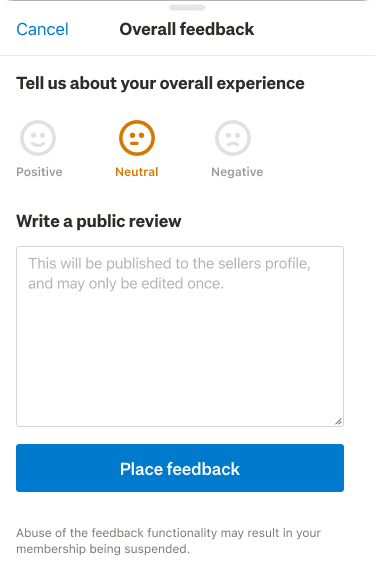 Cancel
Overall feedback
Tell us about your overall experience
Positive
Neutral
Negative
Write a public review
This will be published to the sellers profile,
and may only be edited once.
Place feedback
Abuse of the feedback functionality may result in your
membership being suspended.